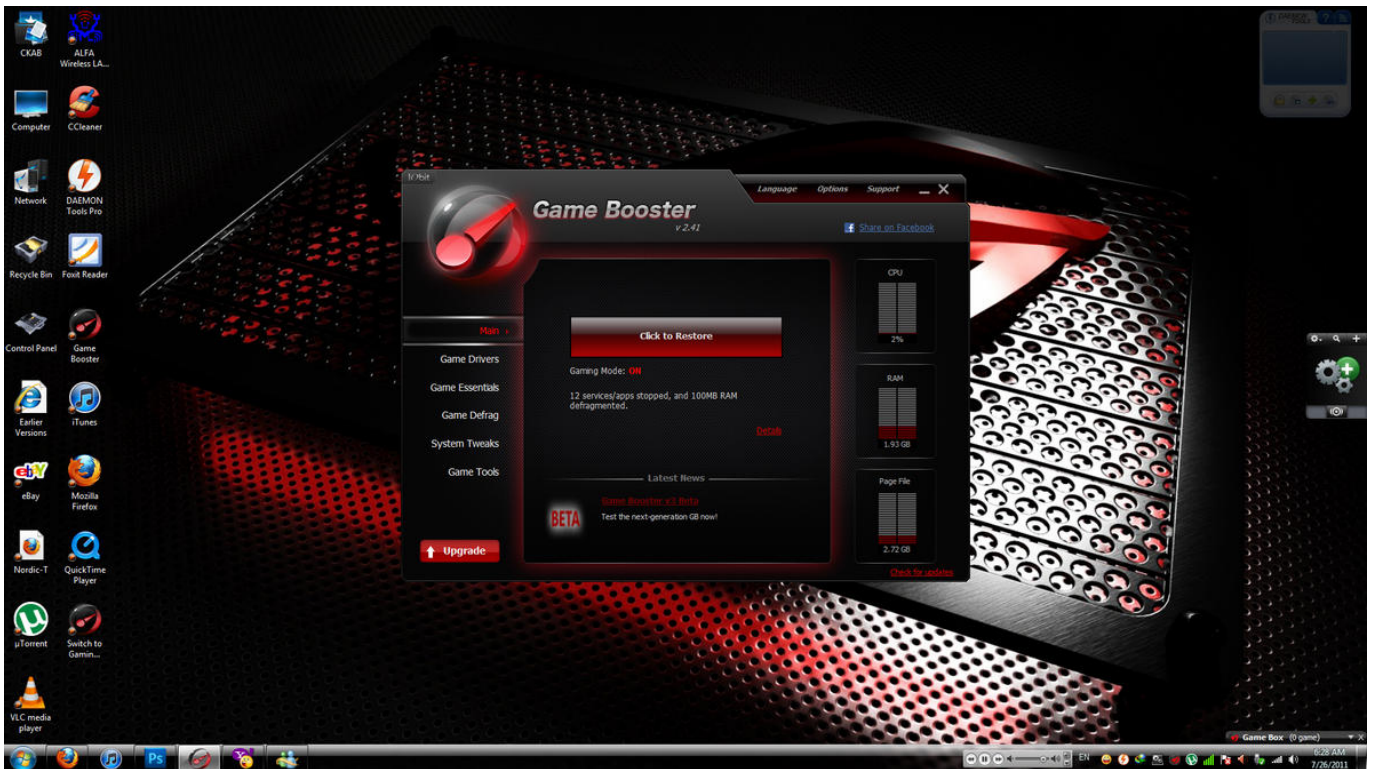 CKAB
ALFA
Wireless LA...
Computer
CCleaner
Network
DAEMON
Tools Pro
Recycle Bin
Foxit Reader
Control Panel
Game
Booster
Earlier
Versions
iTunes
ebY
eBay
Mozilla
Firefox
Nordic-T
QuickTime
Player
µTorrent
Switch to
Gamin...
VLC media
player
DAEMON
TOOLS
IObit
Language Options Support
Game Booster
v 2.41
Share on Facebook
Main
Game Drivers
Game Essentials
Game Defrag
System Tweaks
Game Tools
Upgrade
Click to Restore
Gaming Mode: ON
12 services/apps stopped, and 100MB RAM
defragmented.
Details
Latest News
BETA
Game Booster v3 Beta
Test the next-generation GB now!
CPU
2%
RAM
1.93 GB
Page File
2.72 GB
Check for updates
Game Box (0 game)
Ps
EN
6:28 AM
7/26/2011